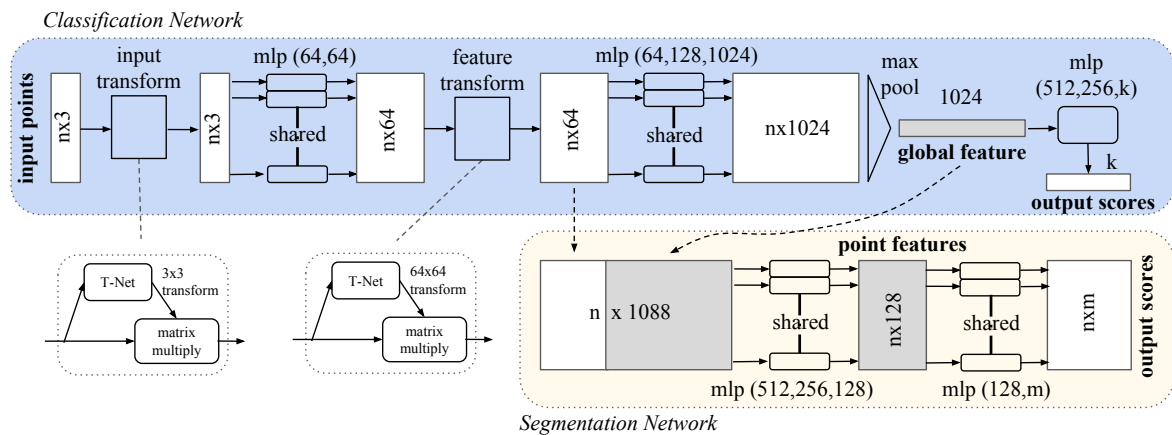 Classification Network
input points
nx3
input
transform
nx3
mlp (64,64)
shared
nx64
feature
transform
nx64
mlp (64,128,1024)
shared
nx1024
max
pool
1024
global feature
mlp
(512,256,k)
k
output scores
T-Net
3x3
transform
matrix
multiply
T-Net
64x64
transform
matrix
multiply
point features
n x 1088
shared
mlp (512,256,128)
nx128
shared
mlp (128,m)
nxm
output scores
Segmentation Network